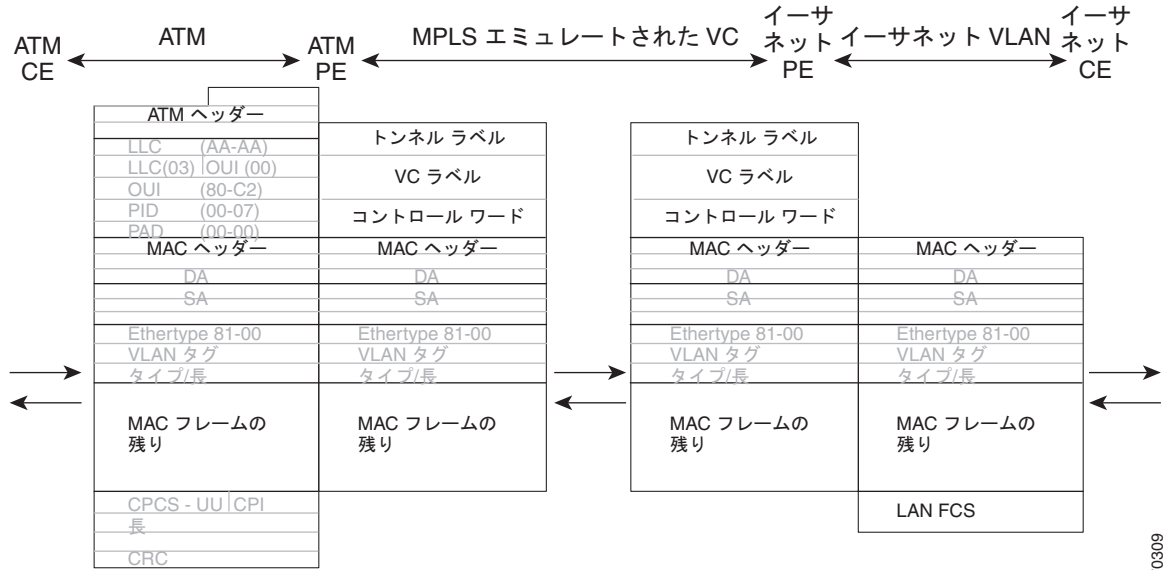 ATM CE
ATM
ATM PE
MPLS エミュレートされた VC
イーサネット PE
イーサネット VLAN
イーサネット CE
ATM ヘッダー
LLC (AA-AA)
LLC(03) OUI (00)
OUI (80-C2)
PID (00-07)
PAD (00-00)
MAC ヘッダー
DA
SA
Ethertype 81-00
VLAN タグ
タイプ/長
MAC フレームの
残り
CPCS - UU CPI
長
CRC
トンネル ラベル
VC ラベル
コントロール ワード
MAC ヘッダー
DA
SA
Ethertype 81-00
VLAN タグ
タイプ/長
MAC フレームの
残り
トンネル ラベル
VC ラベル
コントロール ワード
MAC ヘッダー
DA
SA
Ethertype 81-00
VLAN タグ
タイプ/長
MAC フレームの
残り
MAC ヘッダー
DA
SA
Ethertype 81-00
VLAN タグ
タイプ/長
MAC フレームの
残り
LAN FCS
0309